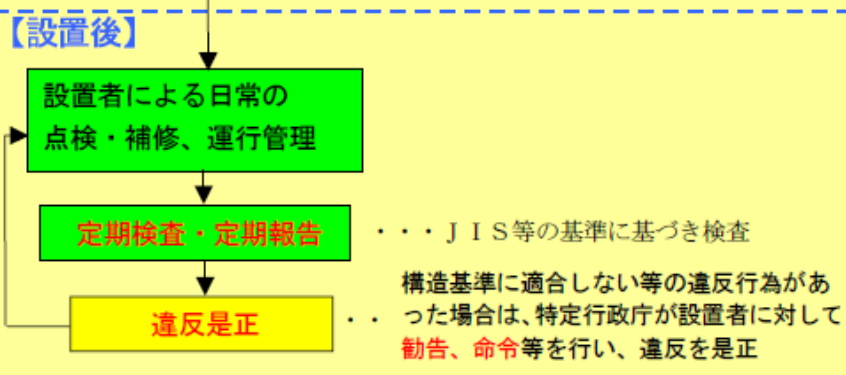 【設置後】
設置者による日常の
点検・補修、運行管理
定期検査・定期報告
・・・ＪＩＳ等の基準に基づき検査
違反是正
・・
構造基準に適合しない等の違反行為があ
った場合は、特定行政庁が設置者に対して
勧告、命令等を行い、違反を是正